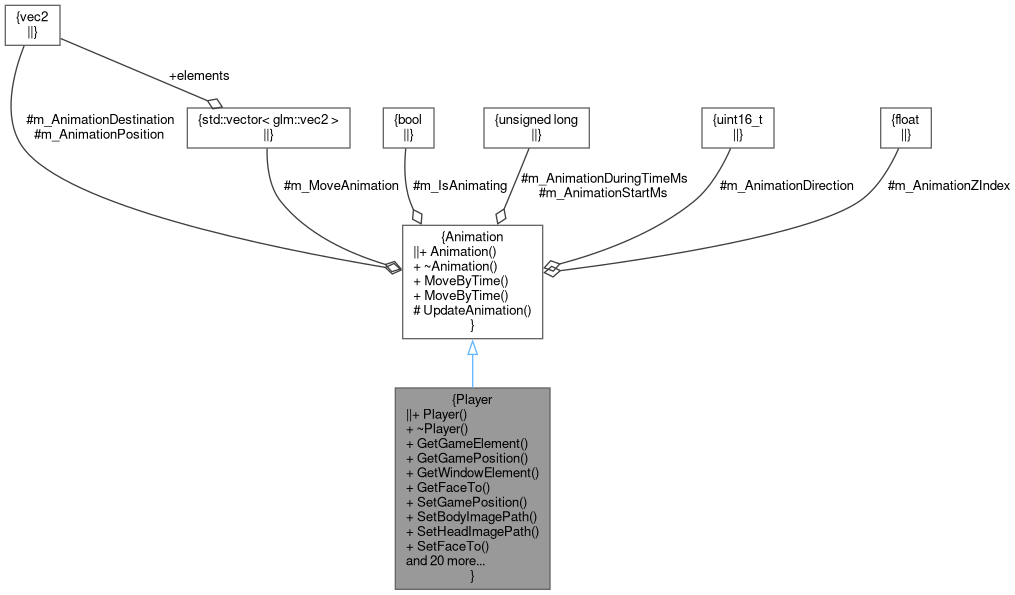 {vec2
||}
+elements
#m_AnimationDestination
#m_AnimationPosition
{std::vector< glm::vec2 >
||}
{bool
||}
{unsigned long
||}
{uint16_t
||}
{float
||}
#m_MoveAnimation
#m_IsAnimating
#m_AnimationDuringTimeMs
#m_AnimationStartMs
#m_AnimationDirection
#m_AnimationZIndex
{Animation
||+ Animation()
+ ~Animation()
+ MoveByTime()
+ MoveByTime()
# UpdateAnimation()
}
{Player
||+ Player()
+ ~Player()
+ GetGameElement()
+ GetGamePosition()
+ GetWindowElement()
+ GetFaceTo()
+ SetGamePosition()
+ SetBodyImagePath()
+ SetHeadImagePath()
+ SetFaceTo()
and 20 more...
}